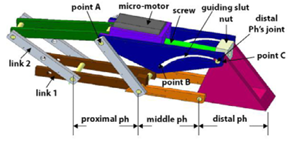 micro-motor
guiding slut
point A
screw
nut
distal
Ph's joint
link 2
point C
link 1
point B
proximal ph
middle ph
distal ph